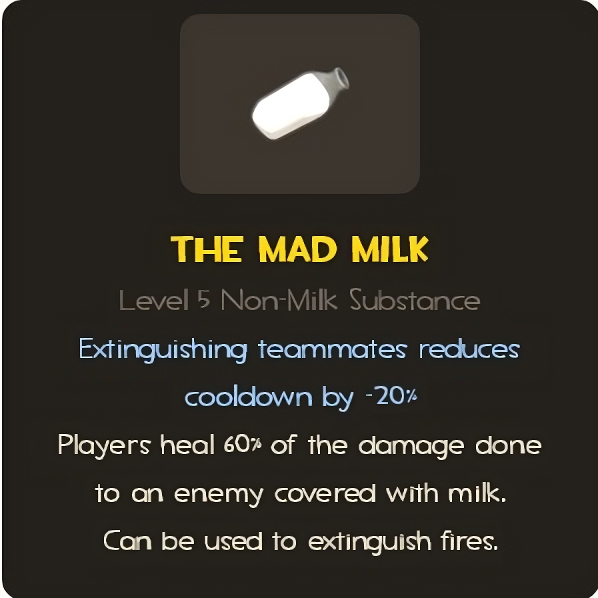 THE MAD MILK
Level 5 Non-Milk Substance
Extinguishing teammates reduces
cooldown by -20%
Players heal 60% of the damage done
to an enemy covered with milk.
Can be used to extinguish fires.